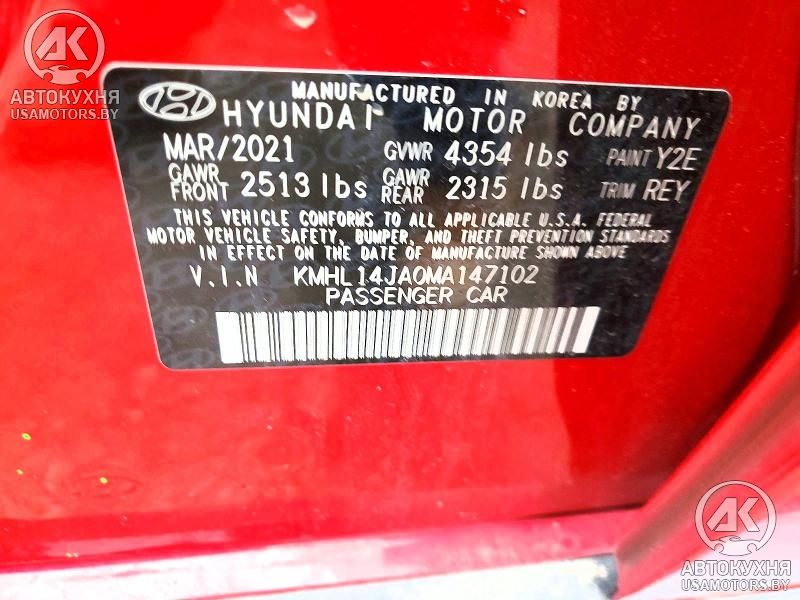 AK
АВТОКУХНЯ
USAMOTORS.BY
MANUFACTURED IN KOREA BY
HYUNDAI MOTOR COMPANY
MAR/2021 GVWR 4354 lbs PAINT Y2E
GAWR FRONT 2513 lbs GAWR REAR 2315 lbs TRIM REY
THIS VEHICLE CONFORMS TO ALL APPLICABLE U.S.A. FEDERAL
MOTOR VEHICLE SAFETY, BUMPER, AND THEFT PREVENTION STANDARDS
IN EFFECT ON THE DATE OF MANUFACTURE SHOWN ABOVE
V.I.N KMHL14JA0MA147102
PASSENGER CAR
AK
АВТОКУХНЯ
USAMOTORS.BY